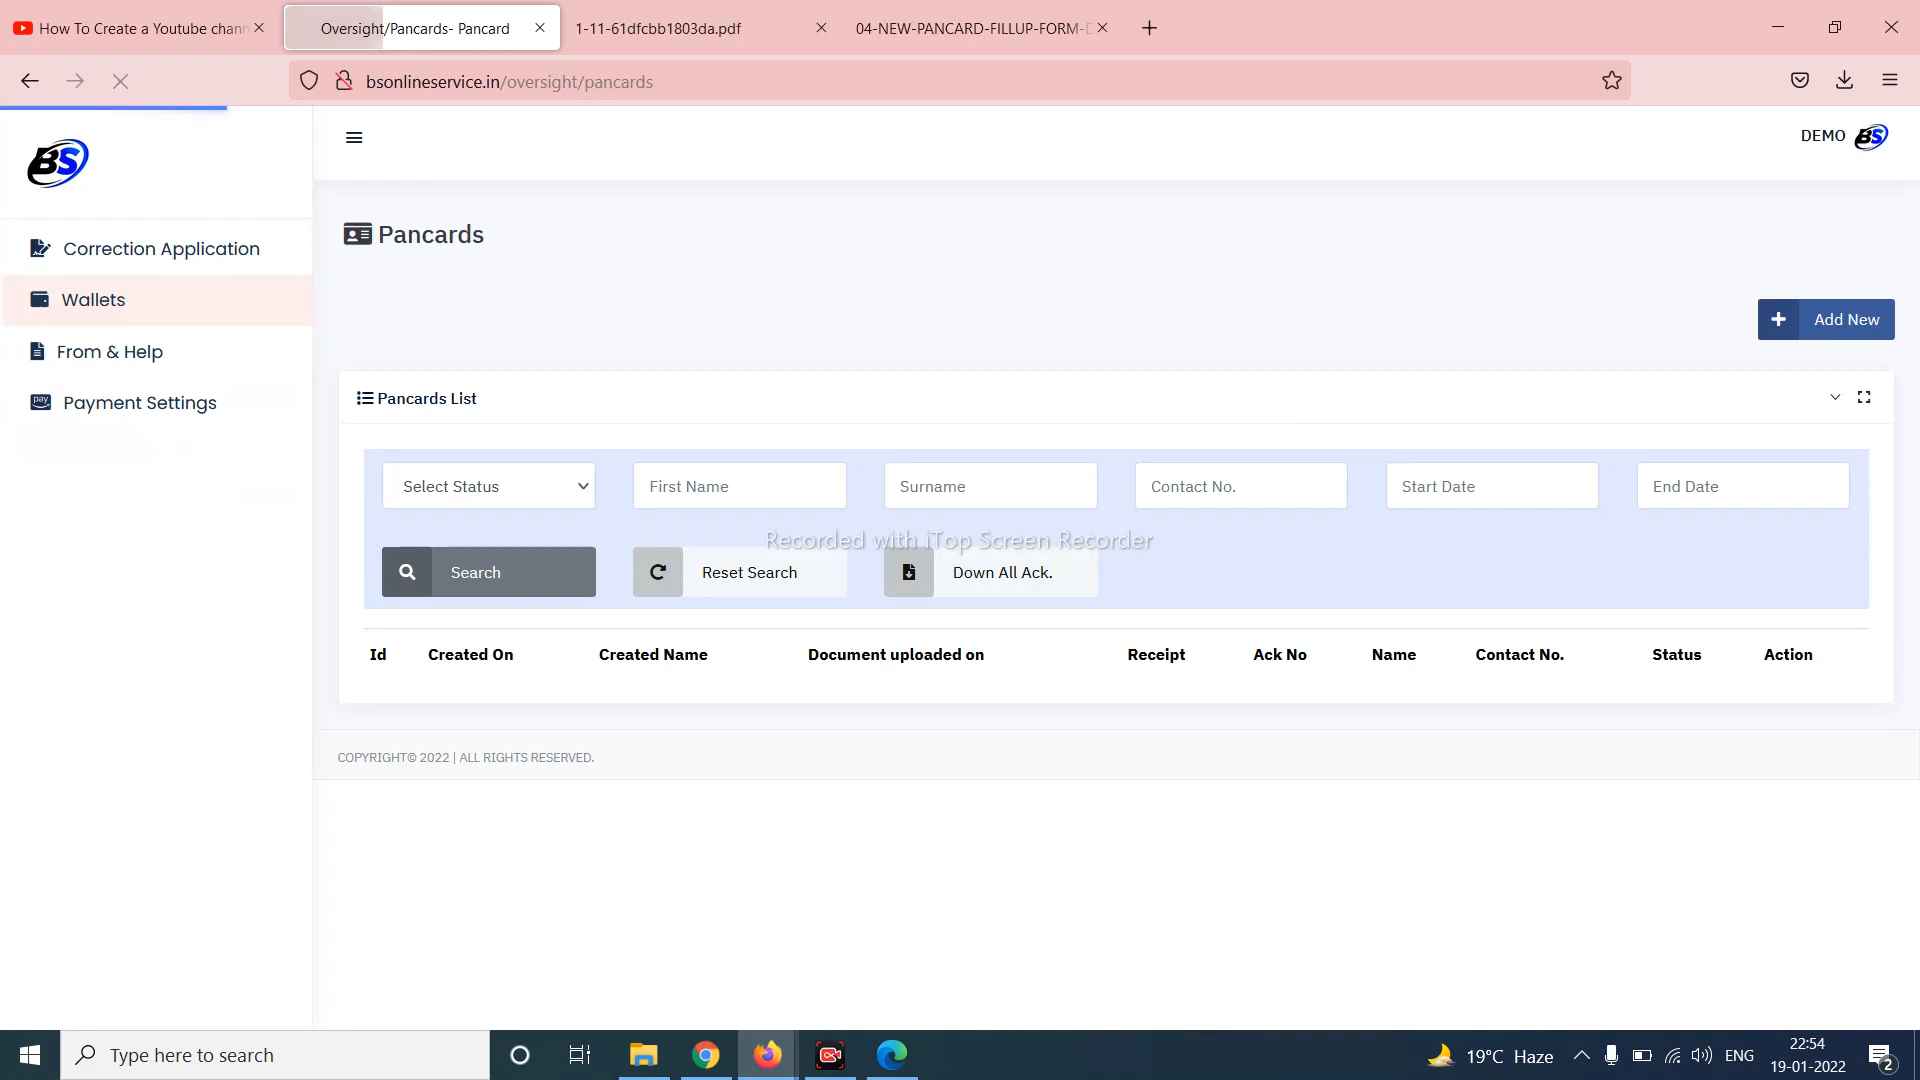 How To Create a Youtube chann
Oversight/Pancards- Pancard
1-11-61dfcbb1803da.pdf
04-NEW-PANCARD-FILLUP-FORM-D
bsonlineservice.in/oversight/pancards
BS
DEMO BS
Correction Application
Wallets
From & Help
Payment Settings
Pancards
Add New
Pancards List
Select Status
First Name
Surname
Contact No.
Start Date
End Date
Recorded with iTop Screen Recorder
Search
Reset Search
Down All Ack.
Id Created On Created Name Document uploaded on Receipt Ack No Name Contact No. Status Action
COPYRIGHT© 2022 | ALL RIGHTS RESERVED.
Type here to search
19°C Haze
ENG
22:54
19-01-2022
2